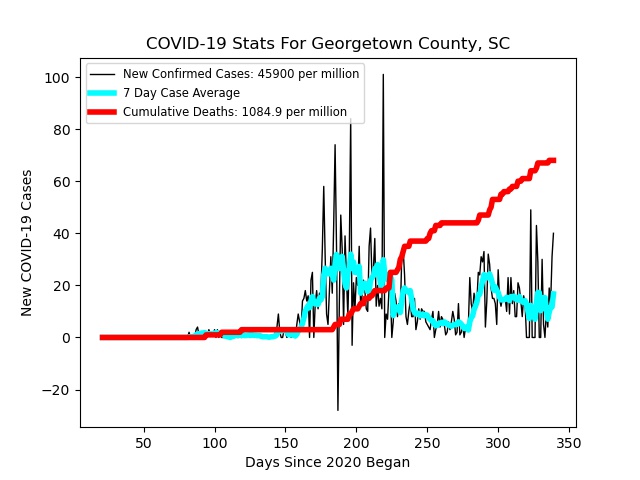 COVID-19 Stats For Georgetown County, SC
New Confirmed Cases: 45900 per million
7 Day Case Average
Cumulative Deaths: 1084.9 per million
New COVID-19 Cases
100
80
60
40
20
0
−20
50 100 150 200 250 300 350
Days Since 2020 Began